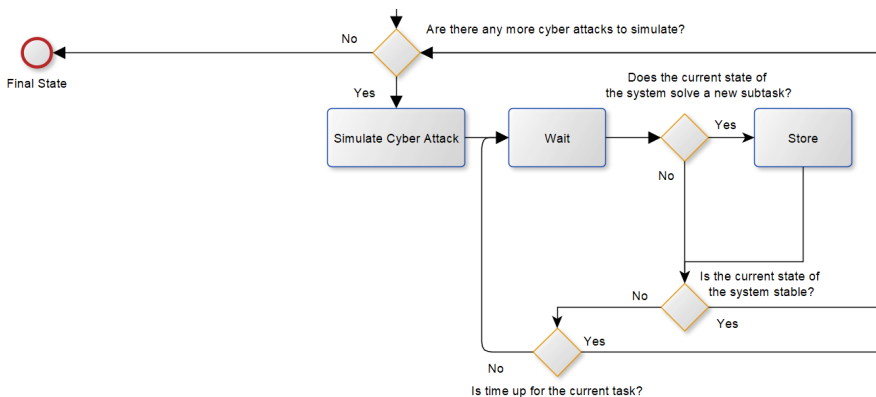 Are there any more cyber attacks to simulate?
No
Final State
Yes
Does the current state of
the system solve a new subtask?
Simulate Cyber Attack
Wait
Yes
Store
No
Is the current state of
the system stable?
No
Yes
Yes
No
Is time up for the current task?